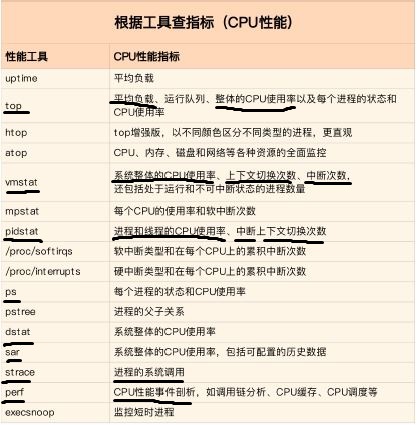 根据工具查指标（CPU性能）
性能工具 CPU性能指标
uptime 平均负载
top 平均负载、运行队列、整体的CPU使用率以及每个进程的状态和
CPU使用率
htop top增强版，以不同颜色区分不同类型的进程，更直观
atop CPU、内存、磁盘和网络等各种资源的全面监控
vmstat 系统整体的CPU使用率、上下文切换次数、中断次数，
还包括处于运行和不可中断状态的进程数量
mpstat 每个CPU的使用率和软中断次数
pidstat 进程和线程的CPU使用率、中断上下文切换次数
/proc/softirqs 软中断类型和在每个CPU上的累积中断次数
/proc/interrupts 硬中断类型和在每个CPU上的累积中断次数
ps 每个进程的状态和CPU使用率
pstree 进程的父子关系
dstat 系统整体的CPU使用率
sar 系统整体的CPU使用率，包括可配置的历史数据
strace 进程的系统调用
perf CPU性能事件剖析，如调用链分析、CPU缓存、CPU调度等
execsnoop 监控短时进程